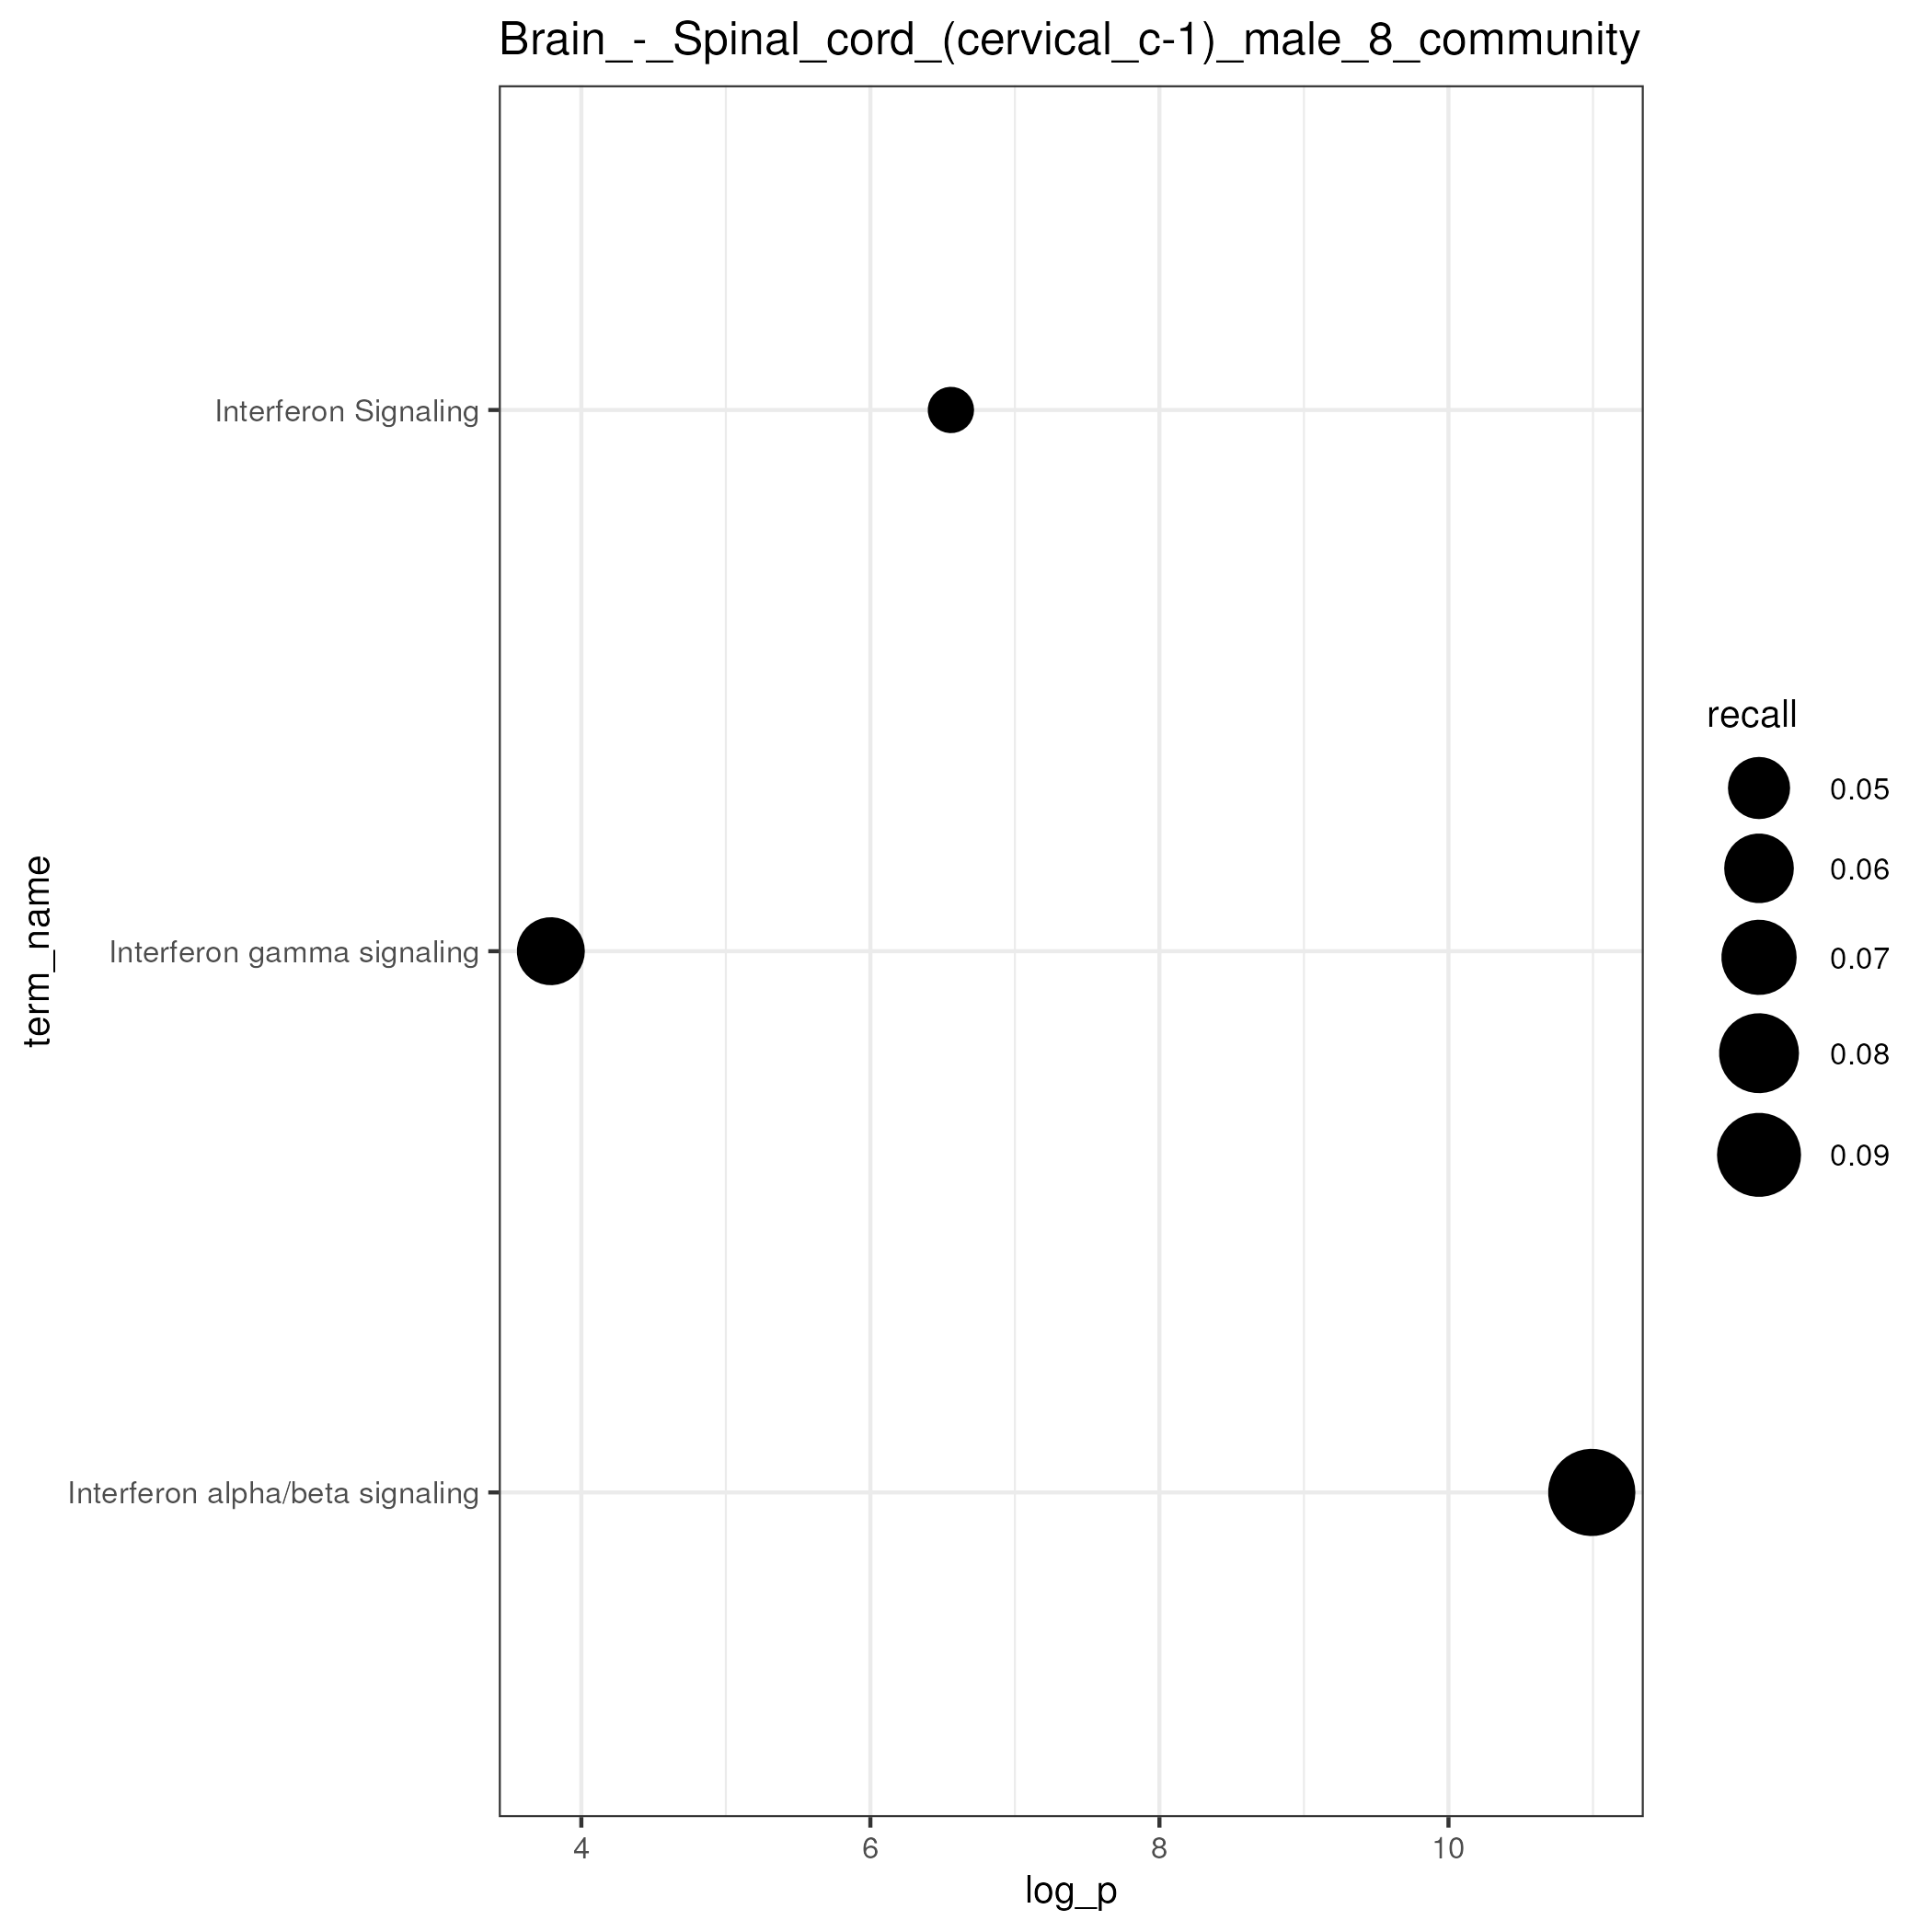 Brain_-_Spinal_cord_(cervical_c-1)_male_8_community
term_name
Interferon Signaling
Interferon gamma signaling
Interferon alpha/beta signaling
4 6 8 10
log_p
recall
0.05
0.06
0.07
0.08
0.09